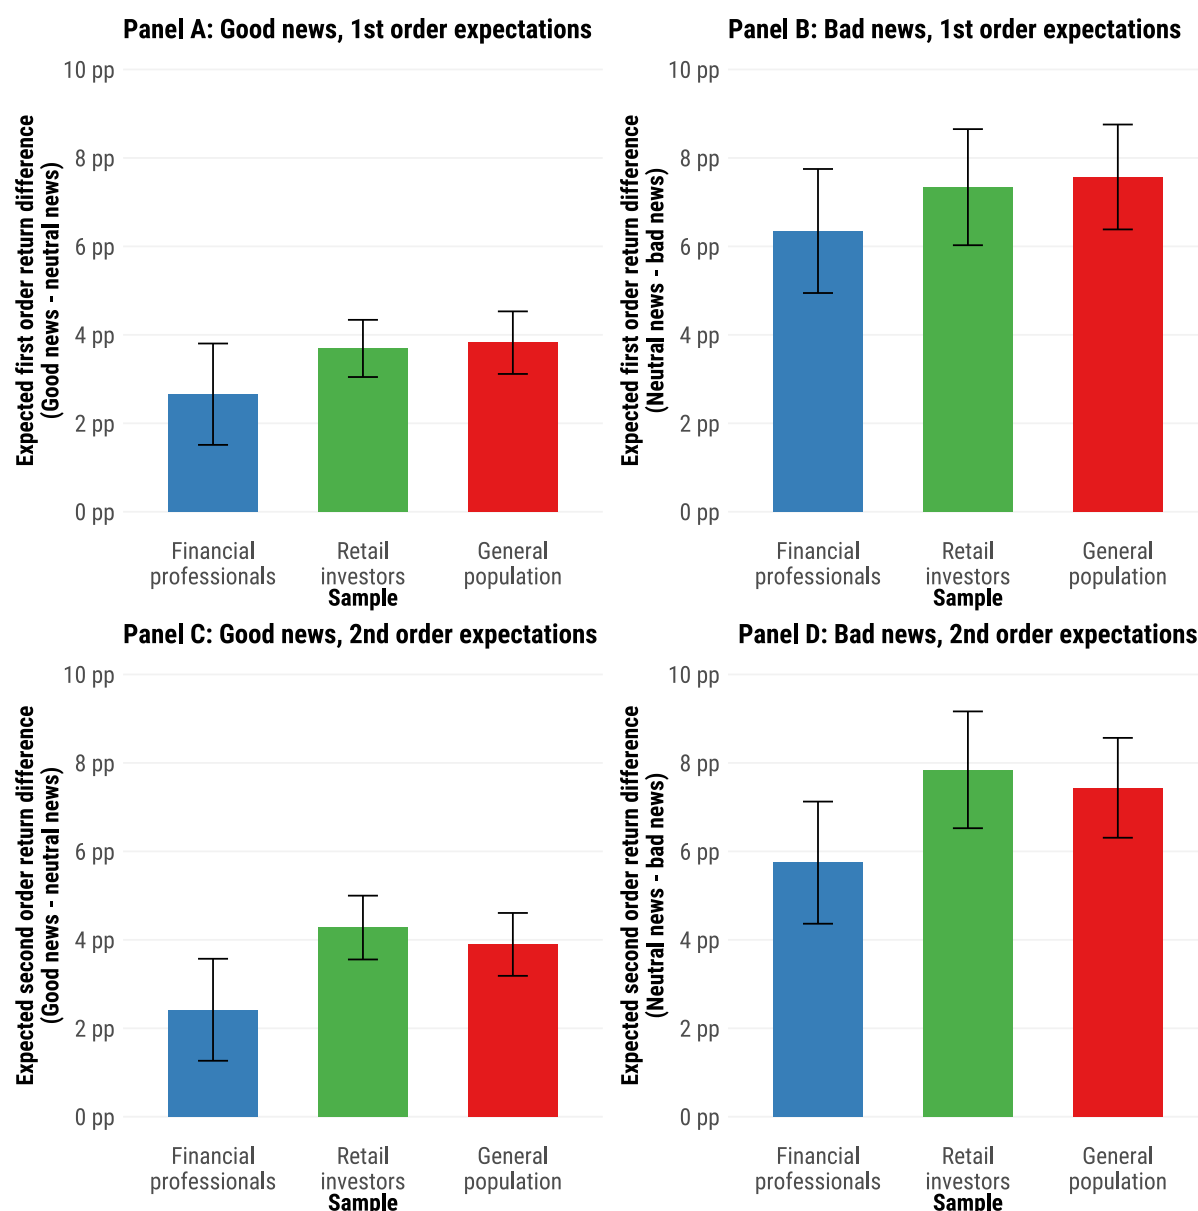 Panel A: Good news, 1st order expectations
Expected first order return difference
(Good news - neutral news)
10 pp
8 pp
6 pp
4 pp
2 pp
0 pp
Financial
professionals
Retail
investors
General
population
Sample
Panel B: Bad news, 1st order expectations
Expected first order return difference
(Neutral news - bad news)
10 pp
8 pp
6 pp
4 pp
2 pp
0 pp
Financial
professionals
Retail
investors
General
population
Sample
Panel C: Good news, 2nd order expectations
Expected second order return difference
(Good news - neutral news)
10 pp
8 pp
6 pp
4 pp
2 pp
0 pp
Financial
professionals
Retail
investors
General
population
Sample
Panel D: Bad news, 2nd order expectations
Expected second order return difference
(Neutral news - bad news)
10 pp
8 pp
6 pp
4 pp
2 pp
0 pp
Financial
professionals
Retail
investors
General
population
Sample